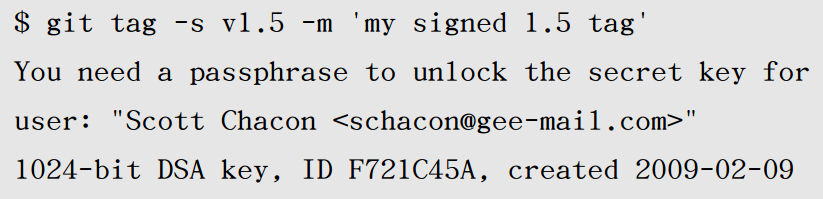 $ git tag -s v1.5 -m 'my signed 1.5 tag'
You need a passphrase to unlock the secret key for
user: "Scott Chacon <schacon@gee-mail.com>"
1024-bit DSA key, ID F721C45A, created 2009-02-09